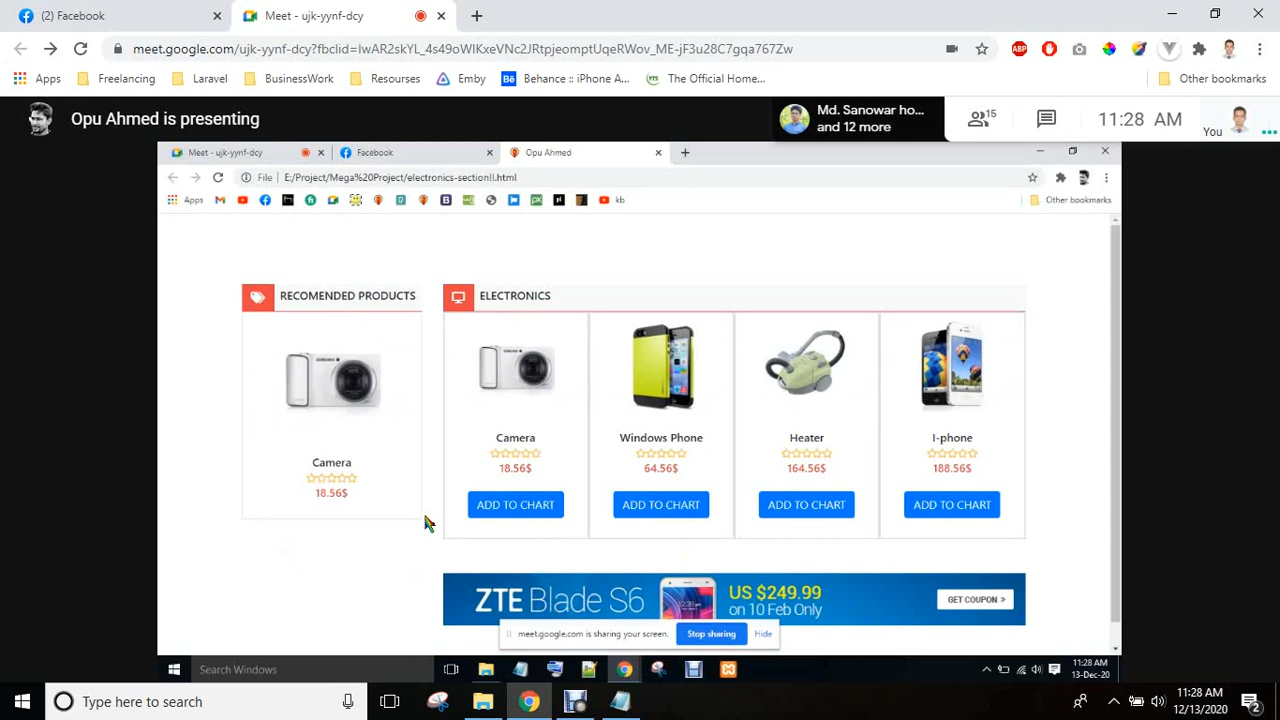 (2) Facebook
Meet - ujk-yynf-dcy
meet.google.com/ujk-yynf-dcy?fbclid=IwAR2skYL_4s49oWIKxeVNc2JRtpjeomptUqeRWov_ME-jF3u28C7gqa767Zw
ABP
Apps Freelancing Laravel BusinessWork Resourses Emby Bē Behance :: iPhone A... The Official Home... Other bookmarks
Opu Ahmed is presenting
Md. Sanowar ho...
and 12 more
15
11:28 AM
You
Meet - ujk-yynf-dcy
Facebook
Opu Ahmed
File E:/Project/Mega%20Project/electronics-sectionll.html
Apps kb Other bookmarks
RECOMENDED PRODUCTS
ELECTRONICS
Camera
18.56$
Camera Windows Phone Heater I-phone
18.56$ 64.56$ 164.56$ 188.56$
ADD TO CHART ADD TO CHART ADD TO CHART ADD TO CHART
ZTE Blade S6
US $249.99
on 10 Feb Only
GET COUPON >
meet.google.com is sharing your screen. Stop sharing Hide
Search Windows
11:28 AM
13-Dec-20
Type here to search
11:28 AM
12/13/2020
2